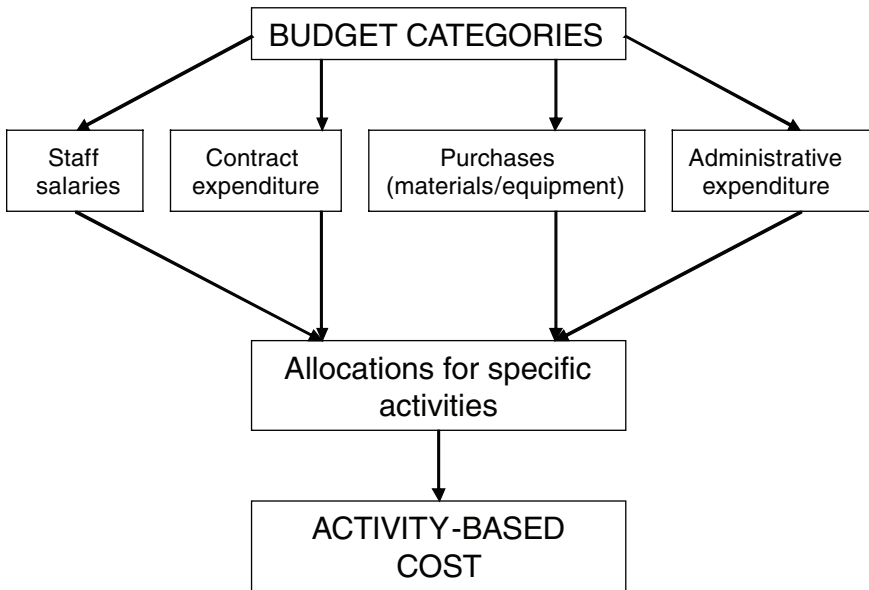 BUDGET CATEGORIES
Staff
salaries
Contract
expenditure
Purchases
(materials/equipment)
Administrative
expenditure
Allocations for specific
activities
ACTIVITY-BASED
COST